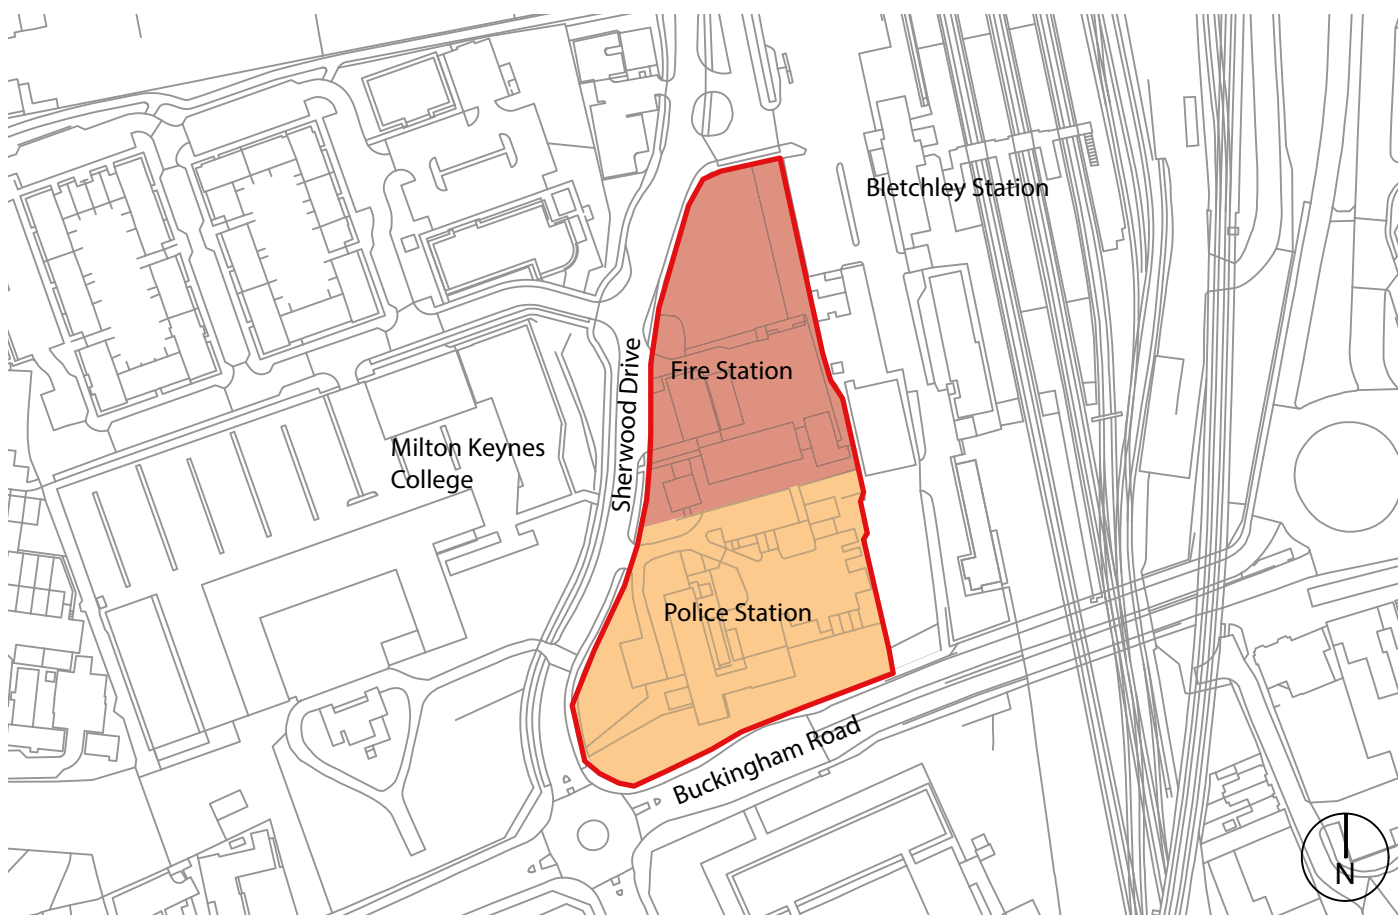 Bletchley Station
Fire Station
Sherwood Drive
Milton Keynes
College
Police Station
Buckingham Road
N